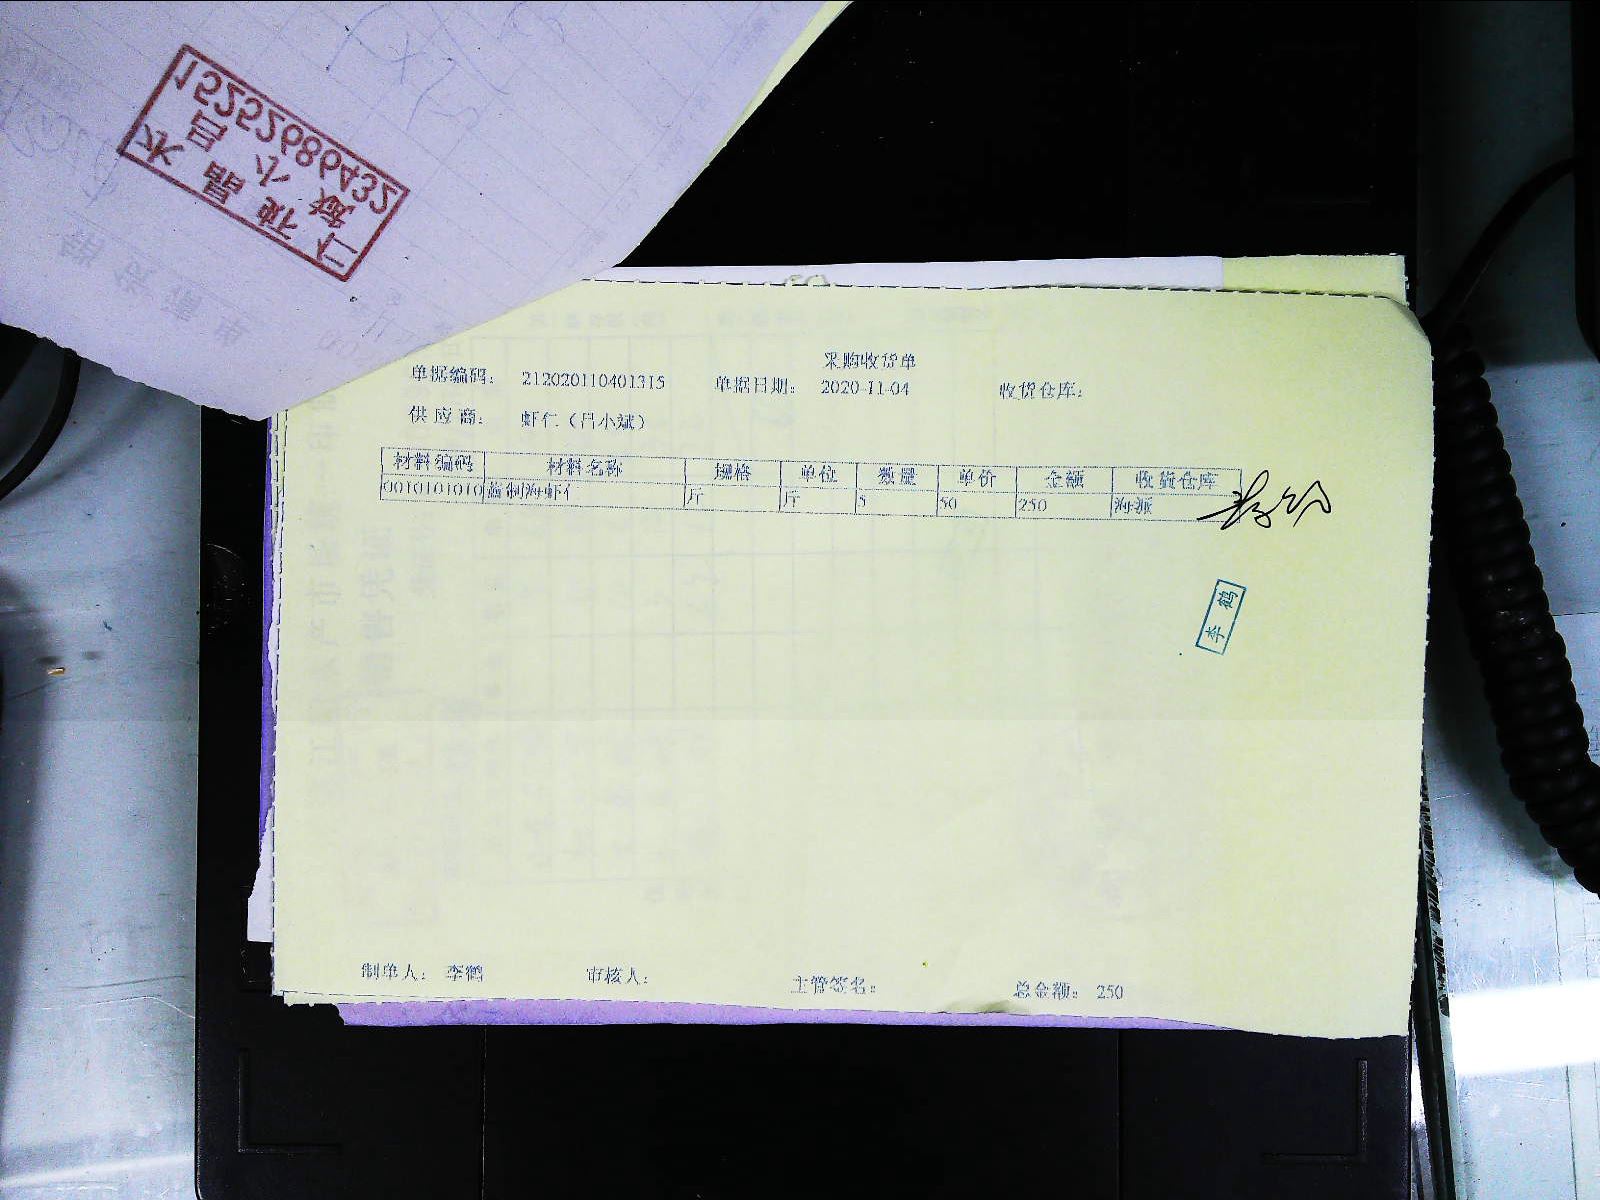 15252686432
采购收货单
单据编码： 212020110401315 单据日期： 2020-11-04 收货仓库：
供 应 商： 虾仁（吕小斌）
材料编码 材料名称 规格 单位 数量 单价 金额 收货仓库
0010101010 制海虾仁 斤 斤 5 50 250 海派
李鹤
制单人： 李鹤 审核人： 主管签名： 总金额： 250